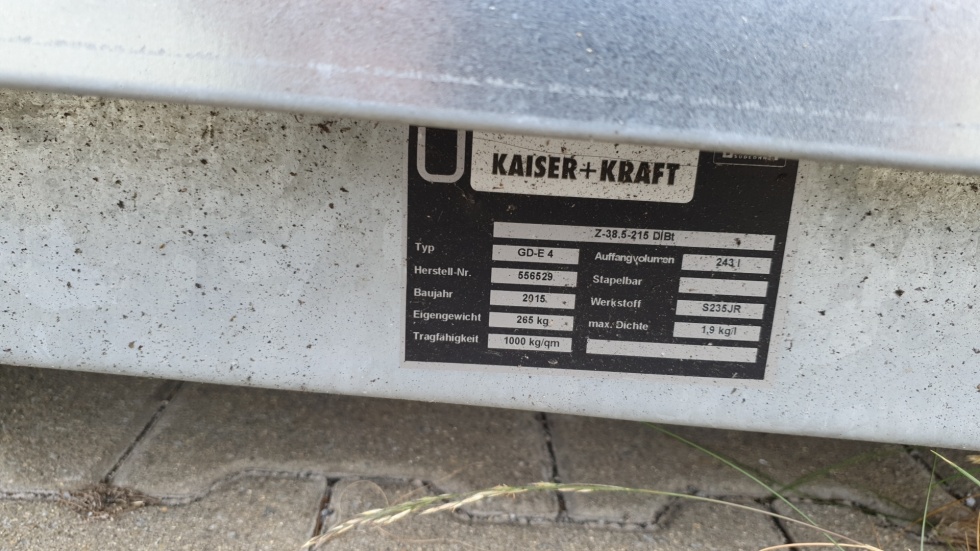 KAISER+KRAFT
Z-38.5-215 DIBt
Typ GD-E 4 Auffangvolumen 243 l
Herstell-Nr. 556529 Stapelbar
Baujahr 2015 Werkstoff S235JR
Eigengewicht 265 kg max. Dichte 1,9 kg/l
Tragfähigkeit 1000 kg/qm